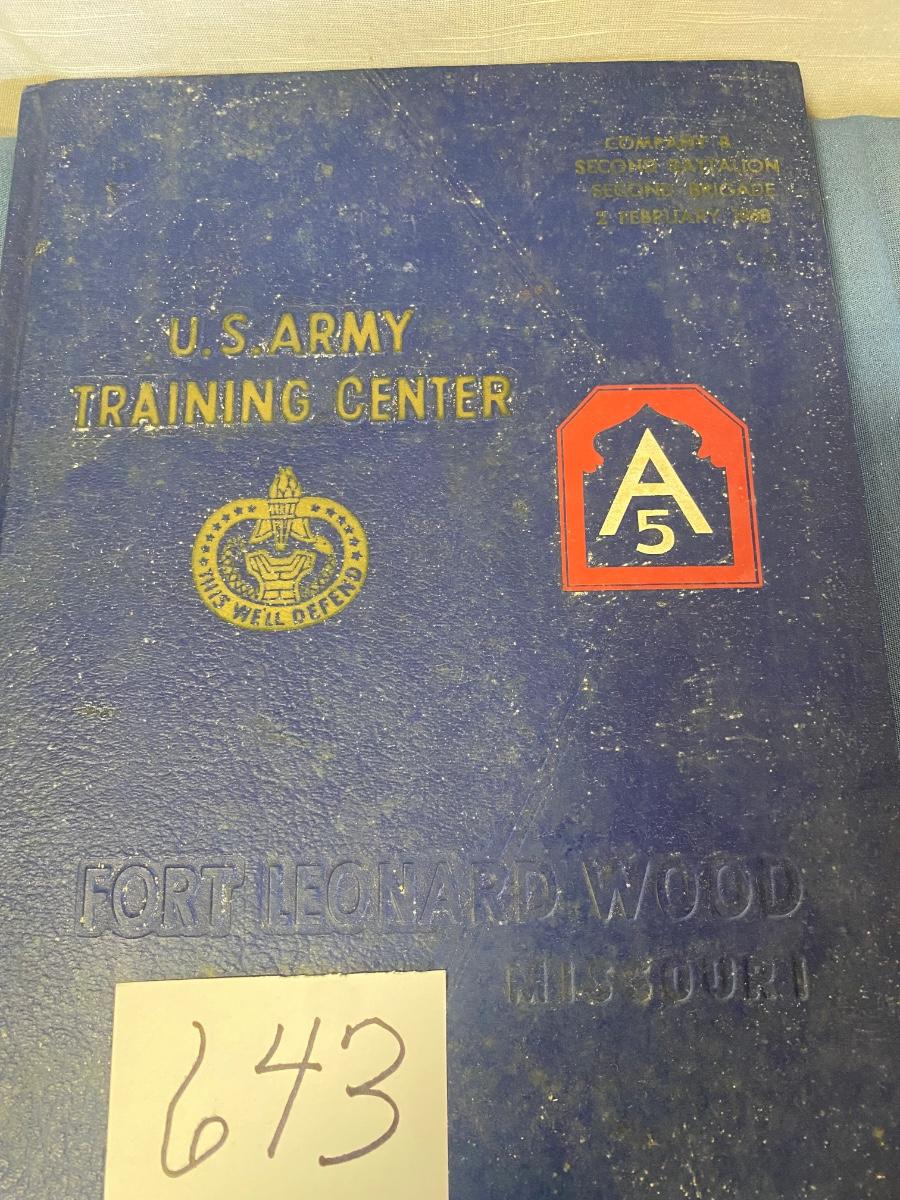 COMPANY B
SECOND BATTALION
SECOND BRIGADE
2 FEBRUARY 1968
U.S. ARMY
TRAINING CENTER
A
5
THIS WE'LL DEFEND
FORT LEONARD WOOD
MISSOURI
643